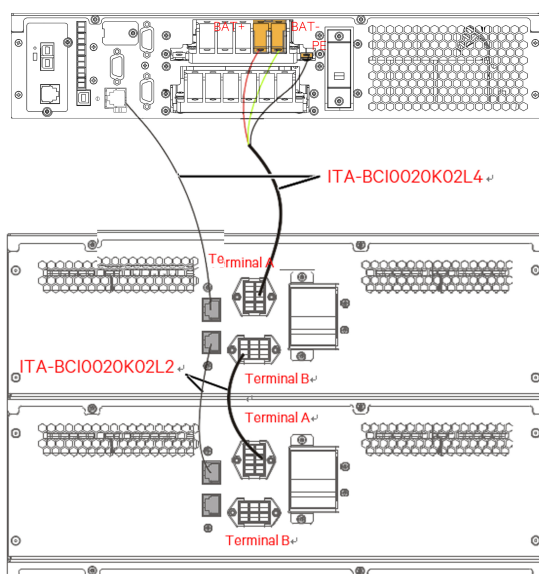 BAT+
BAT-
PE
ITA-BCI0020K02L4
Terminal A
ITA-BCI0020K02L2
Terminal B
Terminal A
Terminal B